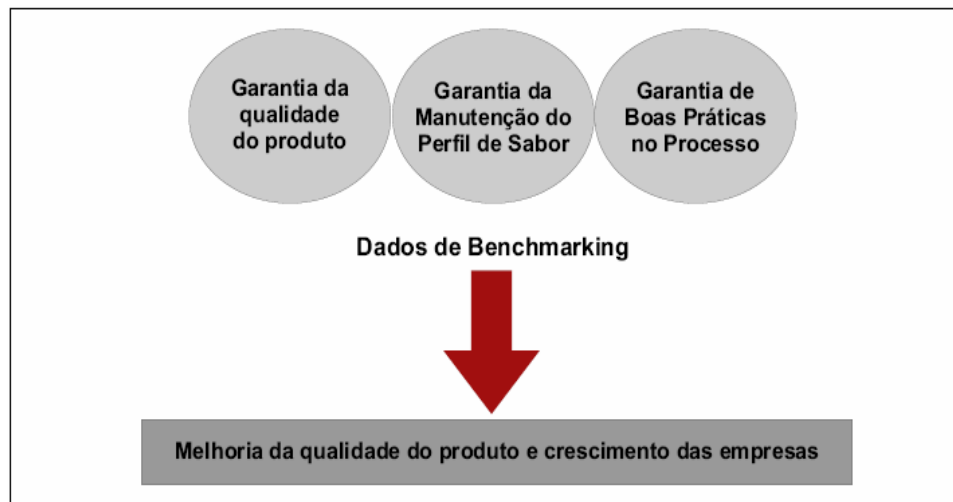 Garantia da
qualidade
do produto
Garantia da
Manutenção do
Perfil de Sabor
Garantia de
Boas Práticas
no Processo
Dados de Benchmarking
Melhoria da qualidade do produto e crescimento das empresas